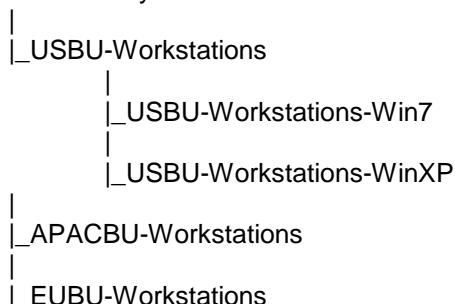 |
|_USBU-Workstations
|
|_USBU-Workstations-Win7
|
|_USBU-Workstations-WinXP
|
|_APACBU-Workstations
|
|_EUBU-Workstations